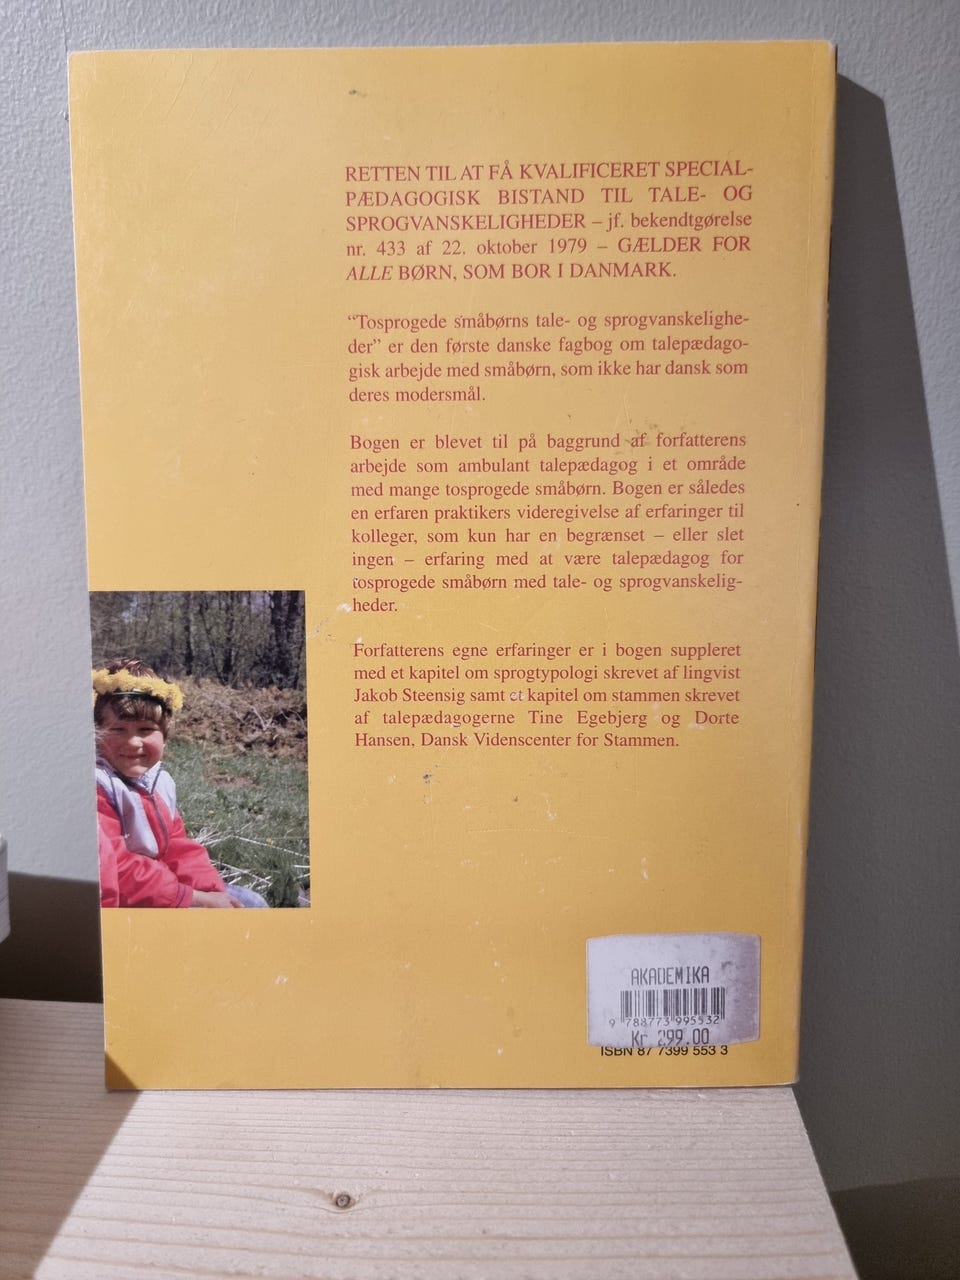 RETTEN TIL AT FÅ KVALIFICERET SPECIAL-
PÆDAGOGISK BISTAND TIL TALE- OG
SPROGVANSKELIGHEDER – jf. bekendtgørelse
nr. 433 af 22. oktober 1979 – GÆLDER FOR
ALLE BØRN, SOM BOR I DANMARK.
“Tosprogede småbørns tale- og sprogvanskelighe-
der” er den første danske fagbog om talepædago-
gisk arbejde med småbørn, som ikke har dansk som
deres modersmål.
Bogen er blevet til på baggrund af forfatterens
arbejde som ambulant talepædagog i et område
med mange tosprogede småbørn. Bogen er således
en erfaren praktikers videregivelse af erfaringer til
kolleger, som kun har en begrænset – eller slet
ingen – erfaring med at være talepædagog for
tosprogede småbørn med tale- og sprogvanskelig-
heder.
Forfatterens egne erfaringer er i bogen suppleret
med et kapitel om sprogtypologi skrevet af lingvist
Jakob Steensig samt et kapitel om stammen skrevet
af talepædagogerne Tine Egebjerg og Dorte
Hansen, Dansk Videnscenter for Stammen.
AKADEMIKA
9 788773 995532
Kr 299.00
ISBN 87 7399 553 3